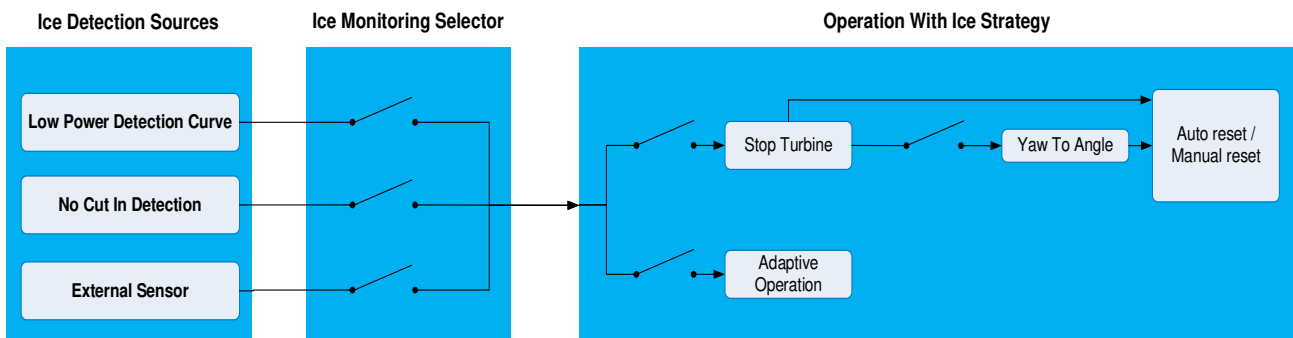 Ice Detection Sources
Ice Monitoring Selector
Operation With Ice Strategy
Low Power Detection Curve
No Cut In Detection
External Sensor
Stop Turbine
Yaw To Angle
Auto reset /
Manual reset
Adaptive
Operation